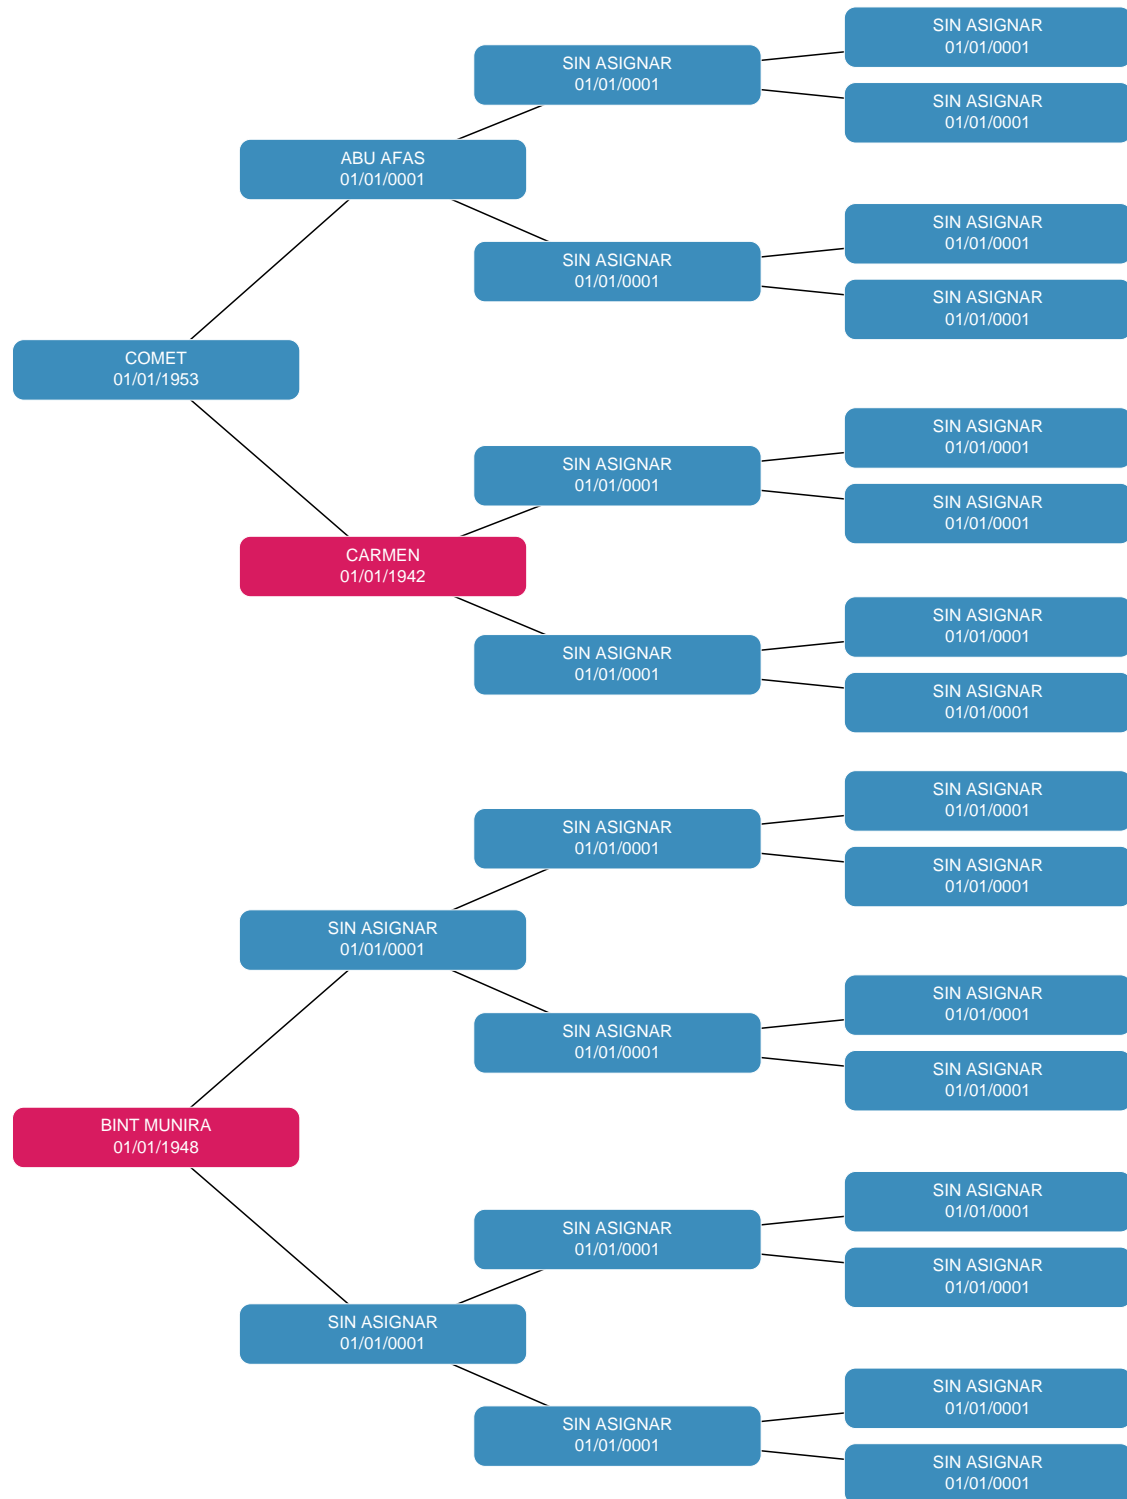 SIN ASIGNAR
01/01/0001
SIN ASIGNAR
01/01/0001
SIN ASIGNAR
01/01/0001
ABU AFAS
01/01/0001
SIN ASIGNAR
01/01/0001
SIN ASIGNAR
01/01/0001
SIN ASIGNAR
01/01/0001
COMET
01/01/1953
SIN ASIGNAR
01/01/0001
SIN ASIGNAR
01/01/0001
SIN ASIGNAR
01/01/0001
CARMEN
01/01/1942
SIN ASIGNAR
01/01/0001
SIN ASIGNAR
01/01/0001
SIN ASIGNAR
01/01/0001
SIN ASIGNAR
01/01/0001
SIN ASIGNAR
01/01/0001
SIN ASIGNAR
01/01/0001
SIN ASIGNAR
01/01/0001
SIN ASIGNAR
01/01/0001
SIN ASIGNAR
01/01/0001
SIN ASIGNAR
01/01/0001
BINT MUNIRA
01/01/1948
SIN ASIGNAR
01/01/0001
SIN ASIGNAR
01/01/0001
SIN ASIGNAR
01/01/0001
SIN ASIGNAR
01/01/0001
SIN ASIGNAR
01/01/0001
SIN ASIGNAR
01/01/0001
SIN ASIGNAR
01/01/0001